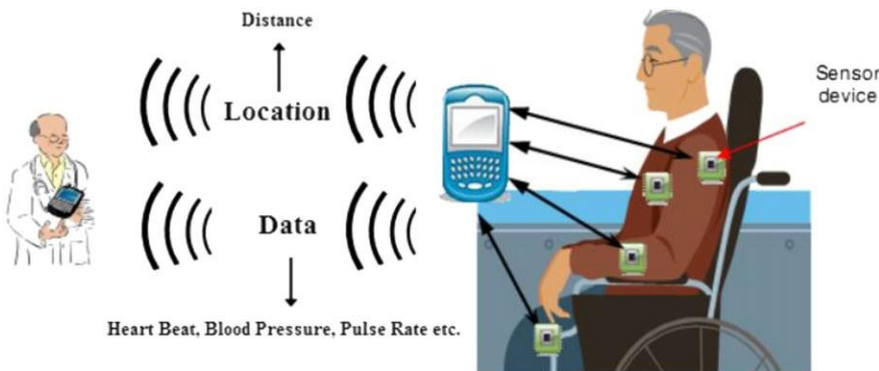 Distance
Location
Sensor
device
Data
Heart Beat, Blood Pressure, Pulse Rate etc.